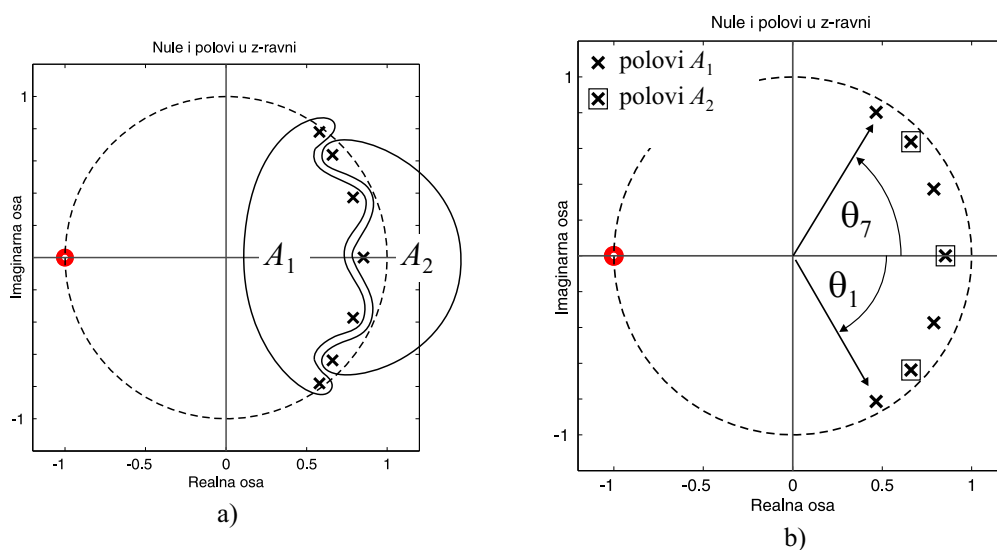 Nule i polovi u z-ravni
1
0
-1
Imaginarna osa
A1
A2
-1
-0.5
0
0.5
1
Realna osa
a)
Nule i polovi u z-ravni
polovi A1
polovi A2
1
0
-1
Imaginarna osa
θ7
θ1
-1
-0.5
0
0.5
1
Realna osa
b)